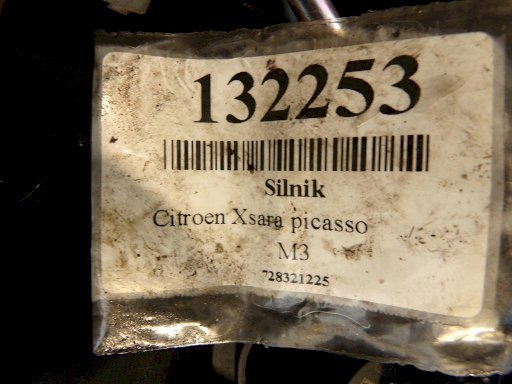 132253
Silnik
Citroen Xsara picasso
M3
728321225